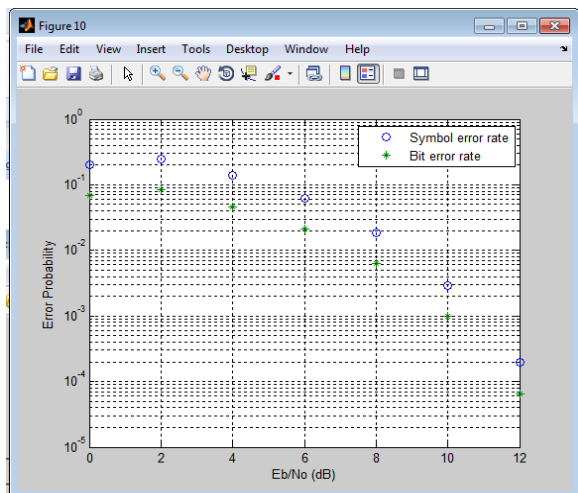 Figure 10
File Edit View Insert Tools Desktop Window Help
Symbol error rate
Bit error rate
10^0
10^-1
10^-2
10^-3
10^-4
10^-5
Error Probability
0 2 4 6 8 10 12
Eb/No (dB)